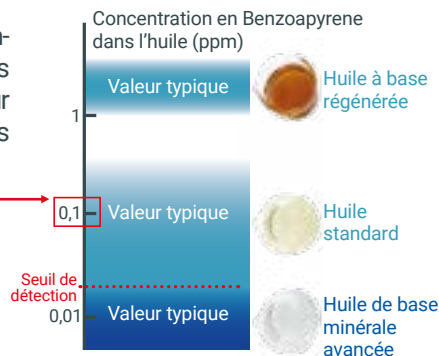 Concentration en Benzoapyrene
dans l'huile (ppm)
Valeur typique
Huile à base
régénérée
1
0,1
Valeur typique
Huile
standard
Seuil de
détection
0,01
Valeur typique
Huile de base
minérale
avancée